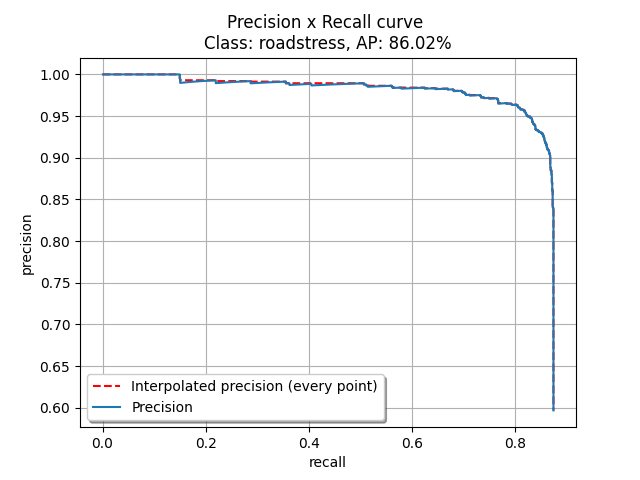 Precision x Recall curve
Class: roadstress, AP: 86.02%
1.00
0.95
0.90
0.85
0.80
0.75
0.70
0.65
0.60
precision
Interpolated precision (every point)
Precision
0.0 0.2 0.4 0.6 0.8
recall